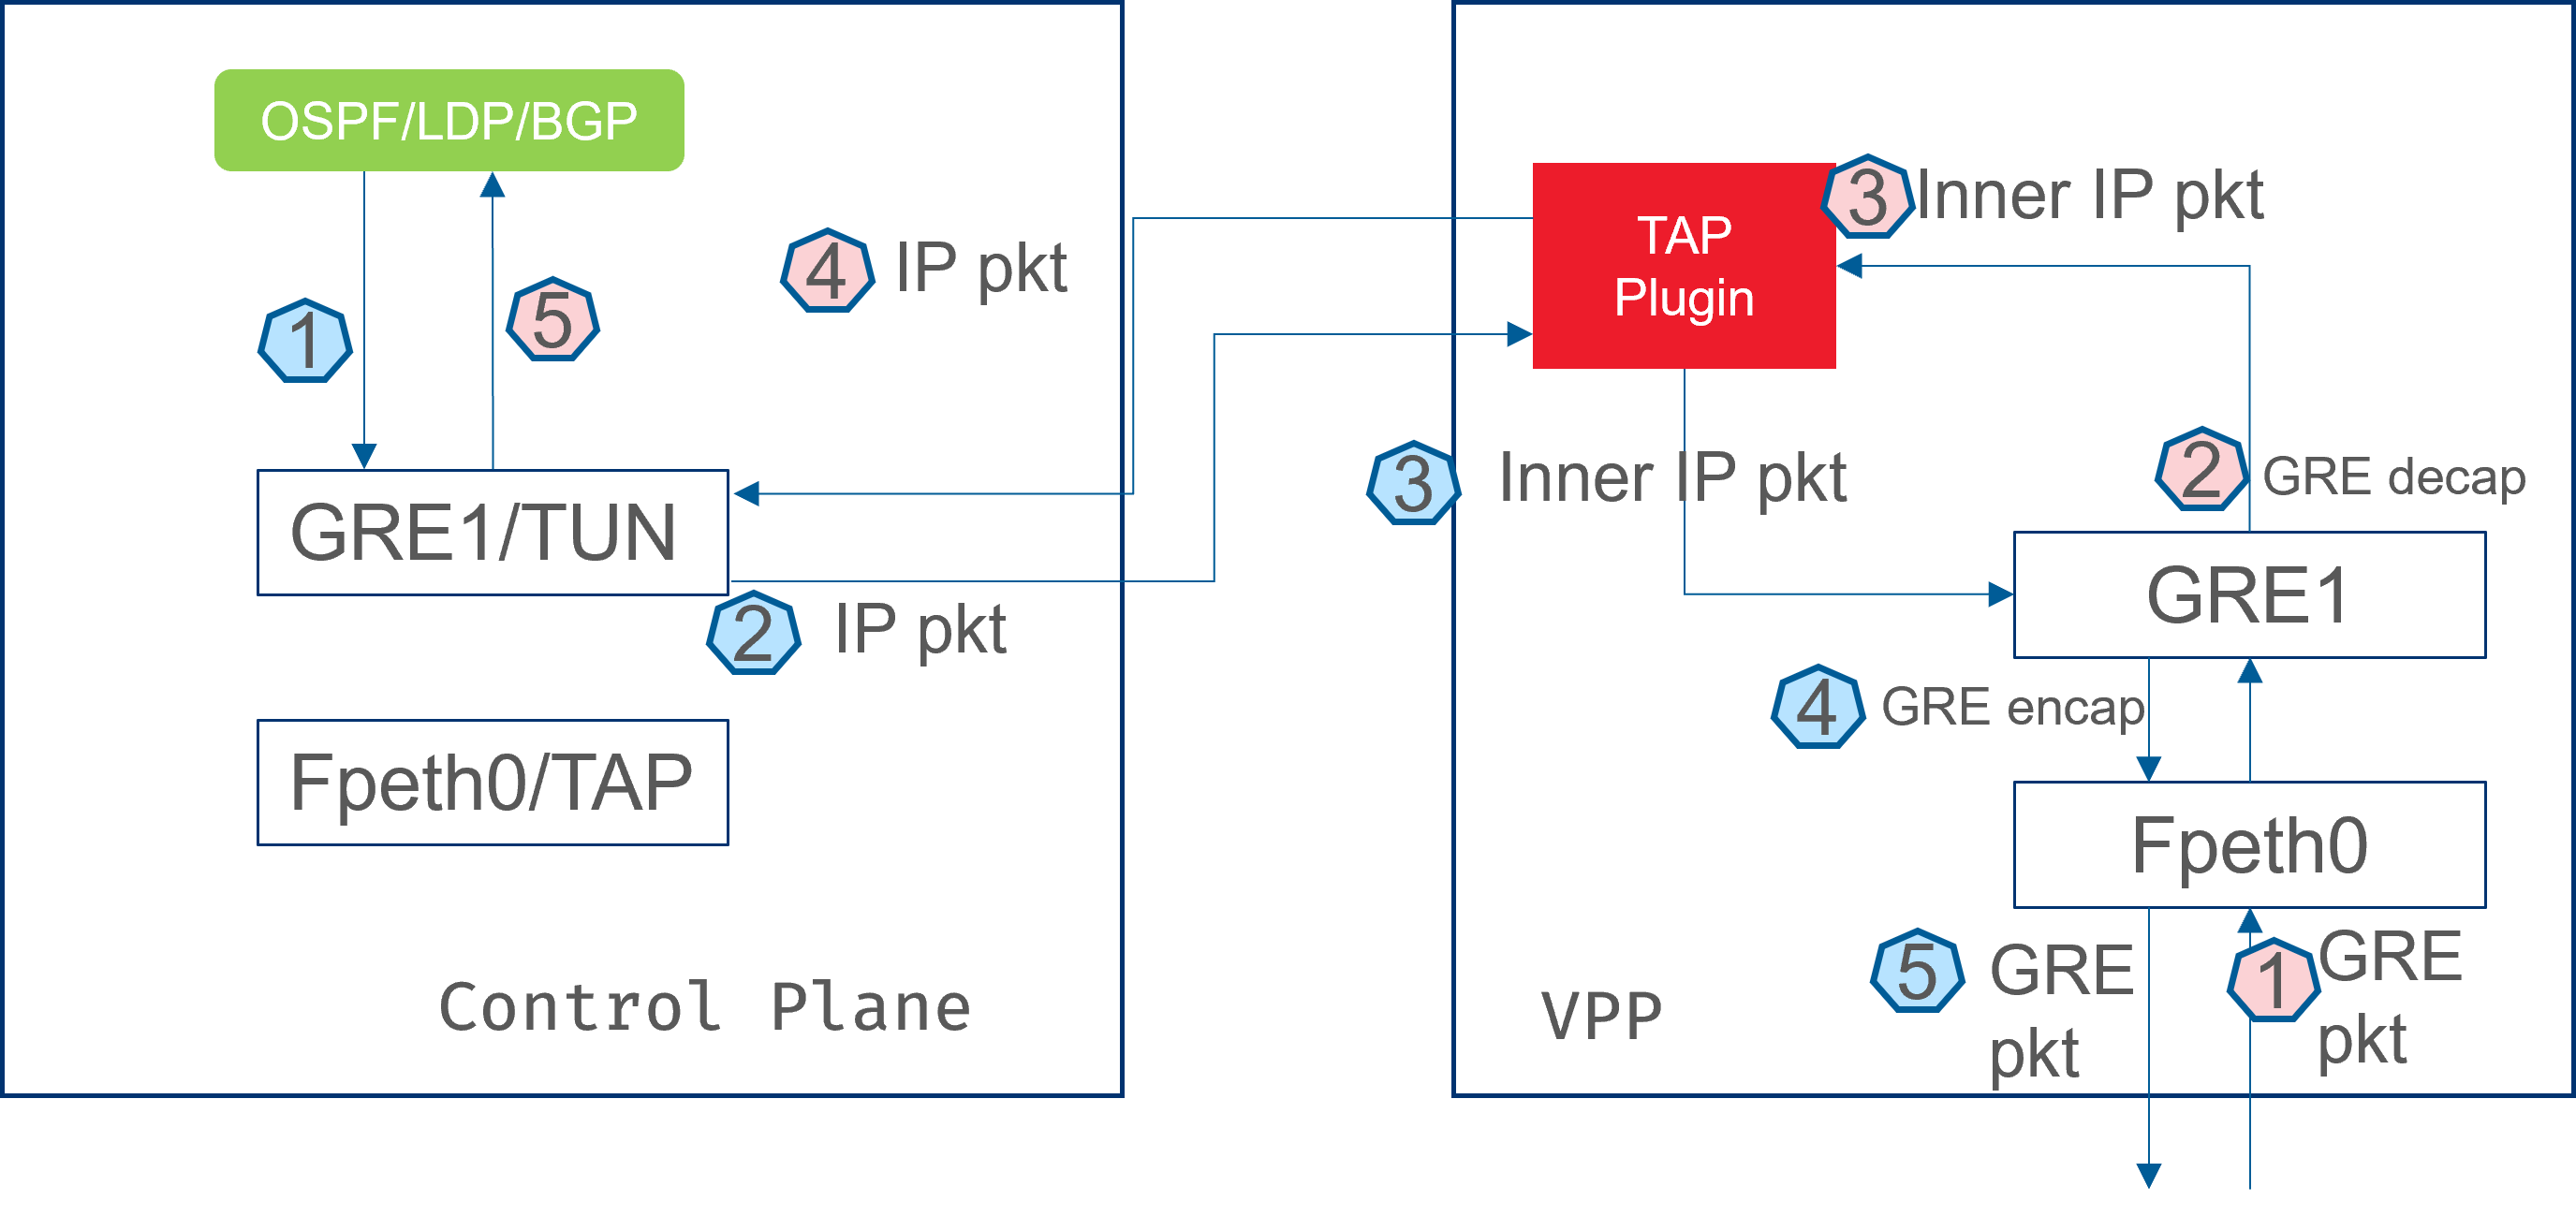 OSPF/LDP/BGP
1
5
4 IP pkt
GRE1/TUN
2 IP pkt
Fpeth0/TAP
Control Plane
TAP
Plugin
3 Inner IP pkt
3 Inner IP pkt
2 GRE decap
GRE1
4 GRE encap
Fpeth0
5 GRE
pkt
1 GRE
pkt
VPP